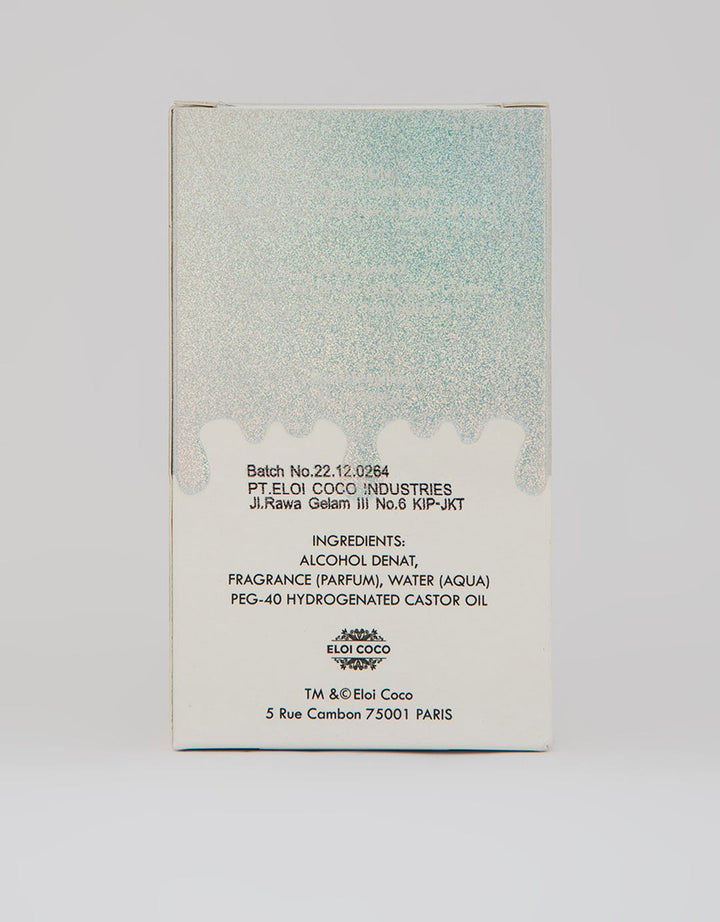 Batch No.22.12.0264
PT.ELOI COCO INDUSTRIES
Jl.Rawa Gelam III No.6 KIP-JKT
INGREDIENTS:
ALCOHOL DENAT,
FRAGRANCE (PARFUM), WATER (AQUA)
PEG-40 HYDROGENATED CASTOR OIL
ELOI COCO
TM &© Eloi Coco
5 Rue Cambon 75001 PARIS